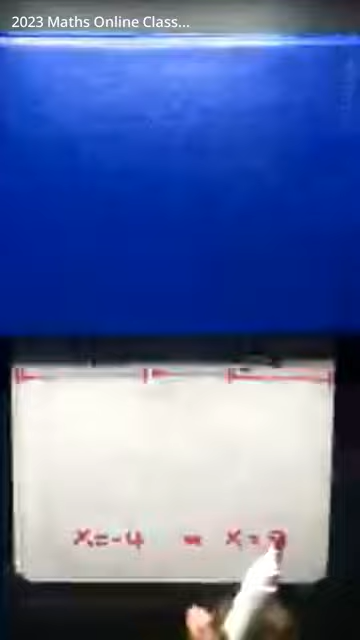 2023 Maths Online Class...
x = -4
x =